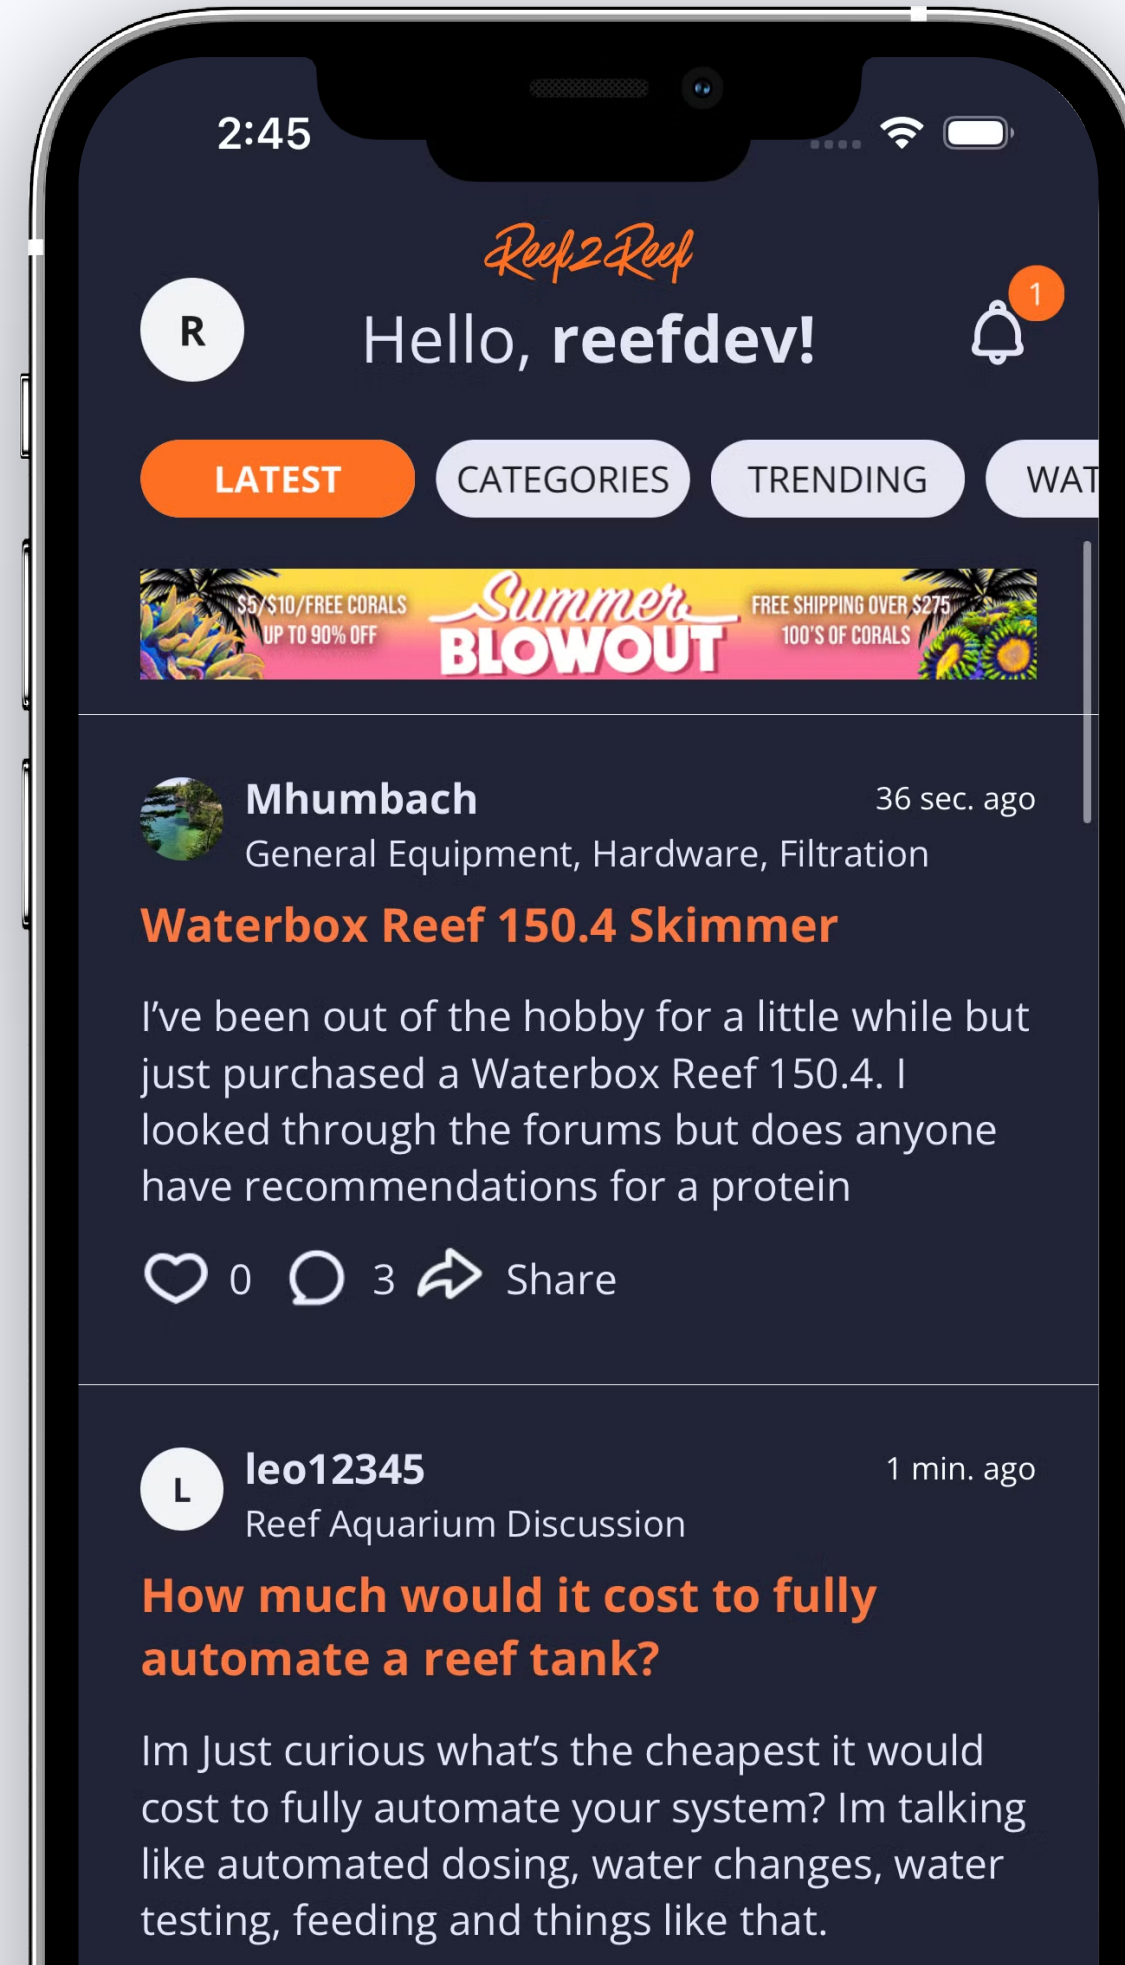 2:45
Reef2Reef
R
Hello, reefdev!
1
LATEST
CATEGORIES
TRENDING
WAT
$5/$10/FREE CORALS
UP TO 90% OFF
Summer
BLOWOUT
FREE SHIPPING OVER $275
100'S OF CORALS
Mhumbach
36 sec. ago
General Equipment, Hardware, Filtration
Waterbox Reef 150.4 Skimmer
I’ve been out of the hobby for a little while but
just purchased a Waterbox Reef 150.4. I
looked through the forums but does anyone
have recommendations for a protein
0
3
Share
L
leo12345
1 min. ago
Reef Aquarium Discussion
How much would it cost to fully
automate a reef tank?
Im Just curious what’s the cheapest it would
cost to fully automate your system? Im talking
like automated dosing, water changes, water
testing, feeding and things like that.